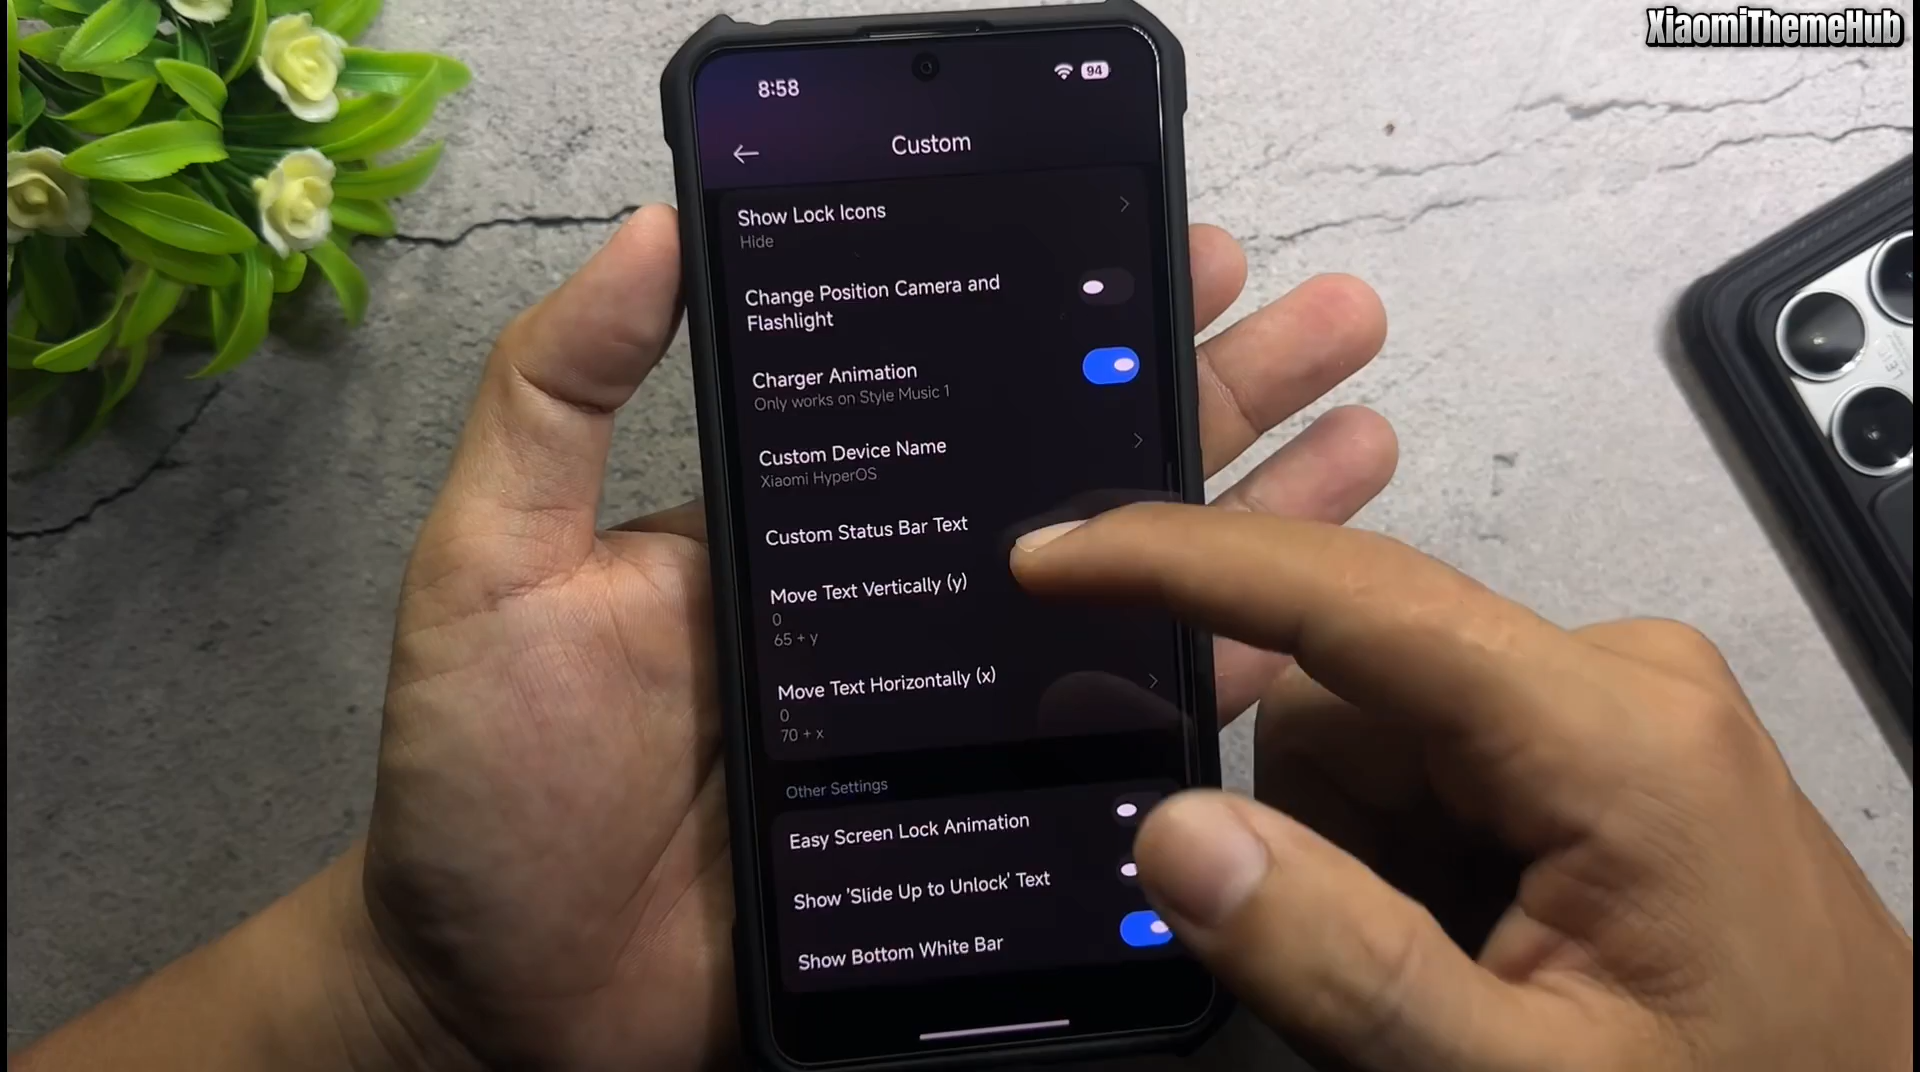 XiaomiThemeHub
8:58
94
Custom
Show Lock Icons
Hide
Change Position Camera and
Flashlight
Charger Animation
Only works on Style Music 1
Custom Device Name
Xiaomi HyperOS
Custom Status Bar Text
Move Text Vertically (y)
0
65 + y
Move Text Horizontally (x)
0
70 + x
Other Settings
Easy Screen Lock Animation
Show 'Slide Up to Unlock' Text
Show Bottom White Bar